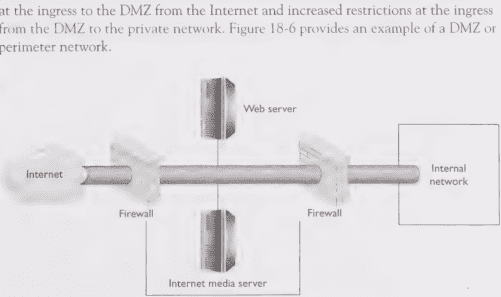 at the ingress to the DMZ from the Internet and increased restrictions at the ingress
from the DMZ to the private network. Figure 18-6 provides an example of a DMZ or
perimeter network.
Web server
Internet
Internal
network
Firewall
Firewall
Internet media server